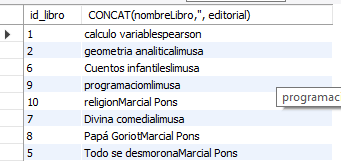 id_libro CONCAT(nombreLibro,'', editorial)
1 calculo variablespearson
2 geometria analiticalimusa
6 Cuentos infantileslimusa
9 programaciomlimusa
programac
10 religionMarcial Pons
7 Divina comedialimusa
8 Papá GoriotMarcial Pons
5 Todo se desmoronaMarcial Pons